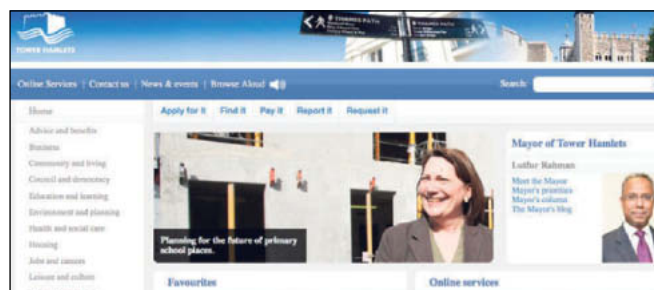 THAMES PATH
THAMES PATH
TOWER HAMLETS
Online Services | Contact us | News & events | Browse Aloud
Search:
Home
Apply for it Find it Pay it Report it Request it
Advice and benefits
Business
Community and living
Council and democracy
Education and learning
Environment and planning
Health and social care
Housing
Jobs and careers
Leisure and culture
Planning for the future of primary
school places.
Mayor of Tower Hamlets
Lutfur Rahman
Meet the Mayor
Mayor's priorities
Mayor's column
The Mayor's blog
Favourites
Online services